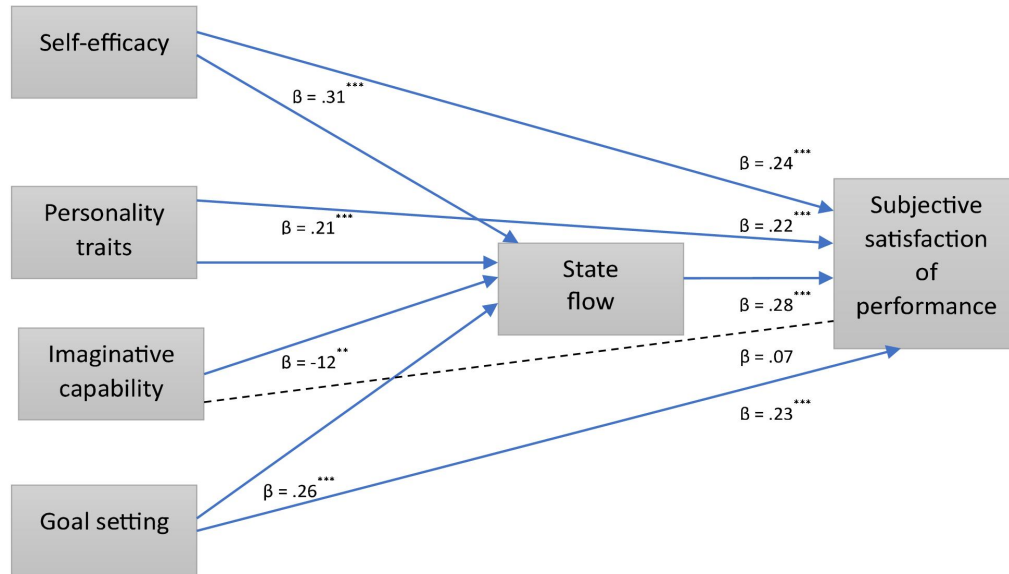 Self-efficacy
β = .31***
β = .24***
Personality
traits
β = .21***
β = .22***
Subjective
satisfaction
of
performance
State
flow
β = .28***
Imaginative
capability
β = -12**
β = .07
β = .23***
Goal setting
β = .26***